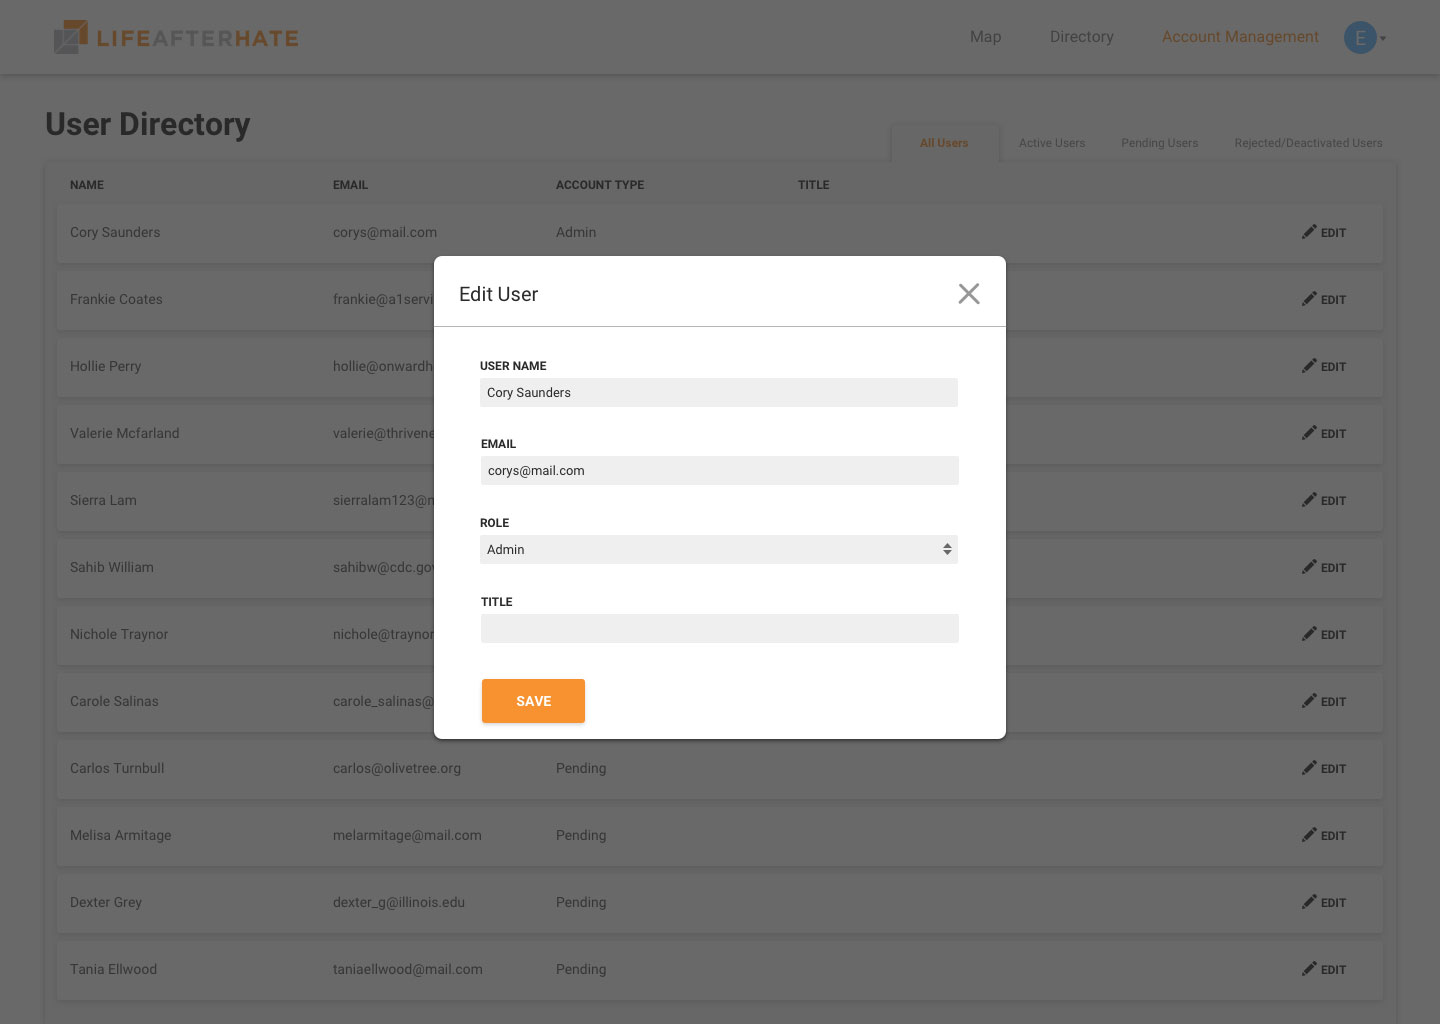 LIFEAFTERHATE
Map Directory Account Management E
User Directory
All Users Active Users Pending Users Rejected/Deactivated Users
NAME EMAIL ACCOUNT TYPE TITLE
Cory Saunders corys@mail.com Admin EDIT
Frankie Coates frankie@a1servi EDIT
Hollie Perry hollie@onwardh EDIT
Valerie Mcfarland valerie@thrivene EDIT
Sierra Lam sierralam123@ EDIT
Sahib William sahibw@cdc.gov EDIT
Nichole Traynor nichole@traynor EDIT
Carole Salinas carole_salinas@ EDIT
Carlos Turnbull carlos@olivetree.org Pending EDIT
Melisa Armitage melarmitage@mail.com Pending EDIT
Dexter Grey dexter_g@illinois.edu Pending EDIT
Tania Ellwood taniaellwood@mail.com Pending EDIT
Edit User
USER NAME
Cory Saunders
EMAIL
corys@mail.com
ROLE
Admin
TITLE
SAVE